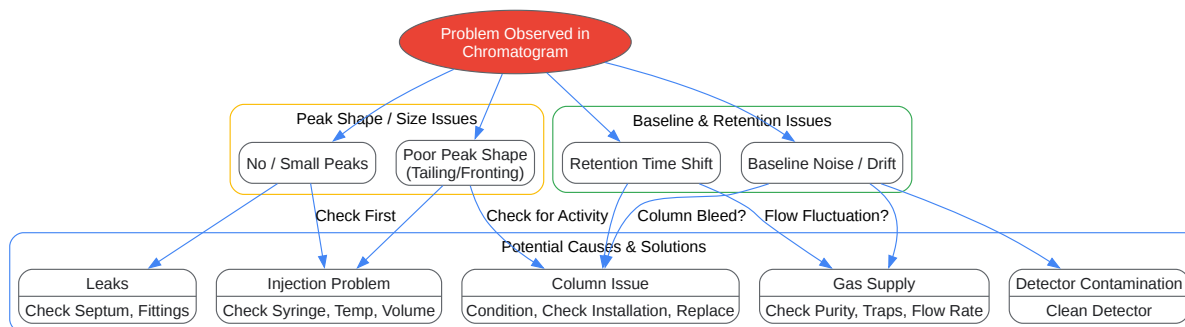 Problem Observed in
Chromatogram
Peak Shape / Size Issues
Baseline & Retention Issues
No / Small Peaks
Poor Peak Shape
(Tailing/Fronting)
Retention Time Shift
Baseline Noise / Drift
Check First
Check for Activity
Column Bleed?
Flow Fluctuation?
Potential Causes & Solutions
Leaks
Check Septum, Fittings
Injection Problem
Check Syringe, Temp, Volume
Column Issue
Condition, Check Installation, Replace
Gas Supply
Check Purity, Traps, Flow Rate
Detector Contamination
Clean Detector